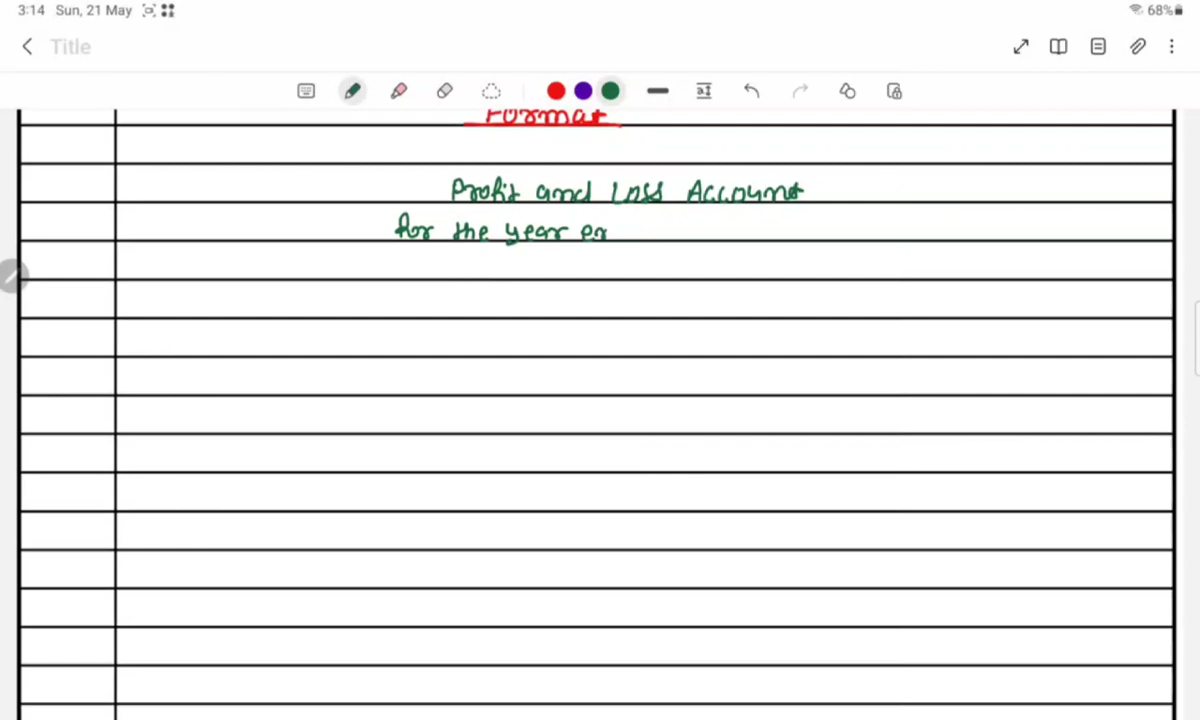 3:14 Sun, 21 May
68%
Title
Format
Profit and Loss Account
for the year en